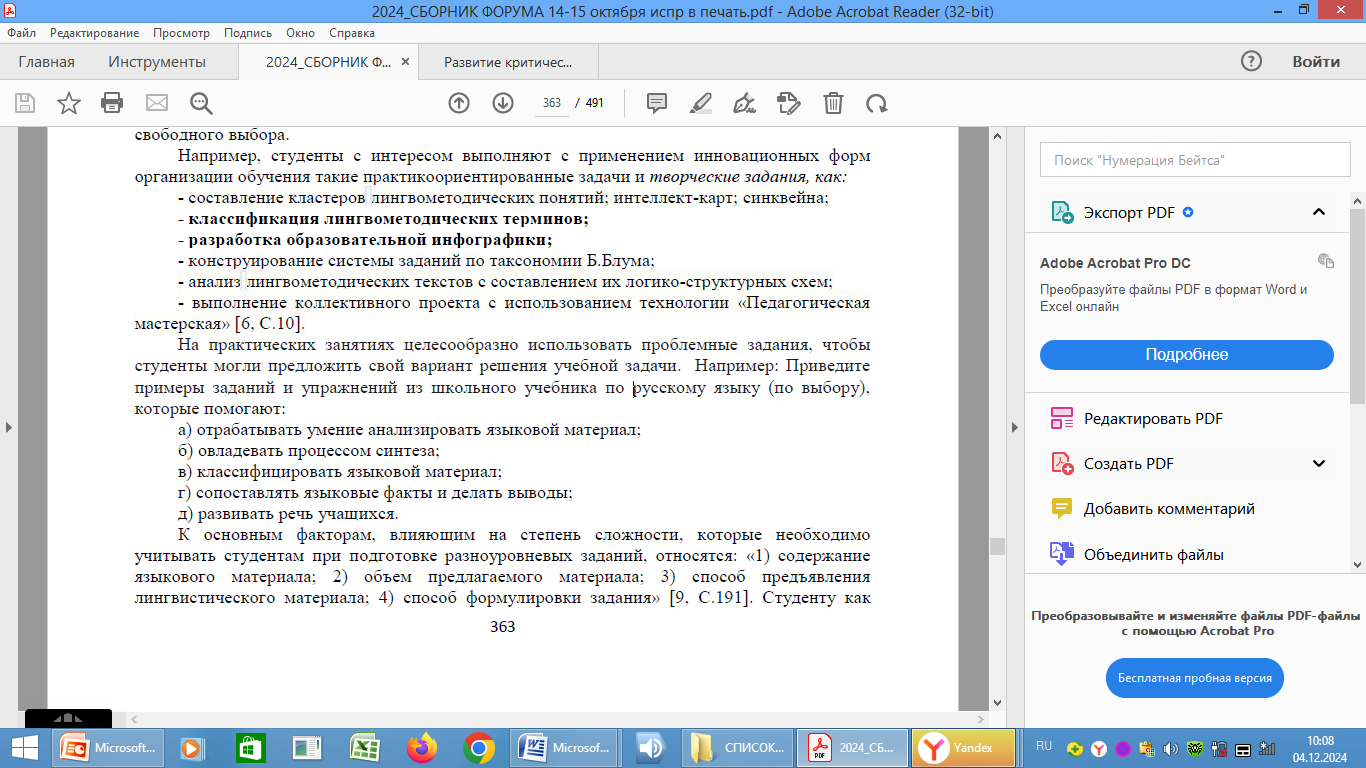 2024_СБОРНИК ФОРУМА 14-15 октября испр в печать.pdf - Adobe Acrobat Reader (32-bit)
Файл Редактирование Просмотр Подпись Окно Справка
Главная Инструменты 2024_СБОРНИК Ф... × Развитие критичес... Войти
363 / 491
свободного выбора.
Например, студенты с интересом выполняют с применением инновационных форм
организации обучения такие практикоориентированные задачи и творческие задания, как:
- составление кластеров лингвометодических понятий; интеллект-карт; синквейна;
- классификация лингвометодических терминов;
- разработка образовательной инфографики;
- конструирование системы заданий по таксономии Б.Блума;
- анализ лингвометодических текстов с составлением их логико-структурных схем;
- выполнение коллективного проекта с использованием технологии «Педагогическая
мастерская» [6, С.10].
На практических занятиях целесообразно использовать проблемные задания, чтобы
студенты могли предложить свой вариант решения учебной задачи. Например: Приведите
примеры заданий и упражнений из школьного учебника по русскому языку (по выбору),
которые помогают:
а) отрабатывать умение анализировать языковой материал;
б) овладевать процессом синтеза;
в) классифицировать языковой материал;
г) сопоставлять языковые факты и делать выводы;
д) развивать речь учащихся.
К основным факторам, влияющим на степень сложности, которые необходимо
учитывать студентам при подготовке разноуровневых заданий, относятся: «1) содержание
языкового материала; 2) объем предлагаемого материала; 3) способ предъявления
лингвистического материала; 4) способ формулировки задания» [9, С.191]. Студенту как
363
Поиск "Нумерация Бейтса"
Экспорт PDF
Adobe Acrobat Pro DC
Преобразуйте файлы PDF в формат Word и
Excel онлайн
Подробнее
Редактировать PDF
Создать PDF
Добавить комментарий
Объединить файлы
Преобразовывайте и изменяйте файлы PDF-файлы
с помощью Acrobat Pro
Бесплатная пробная версия
Microsoft... Microsof... СПИСОК... 2024_СБ... Yandex RU 10:08
04.12.2024